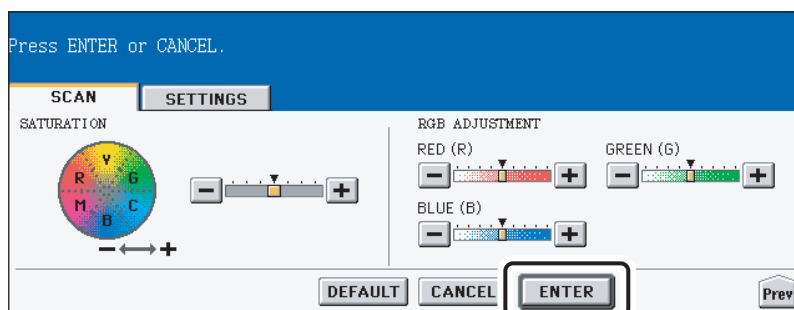 Press ENTER or CANCEL.
SCAN SETTINGS
SATURATION
Y
R G
M C
B
- +
- +
RGB ADJUSTMENT
RED (R) GREEN (G)
- + - +
BLUE (B)
- +
DEFAULT CANCEL ENTER Prev